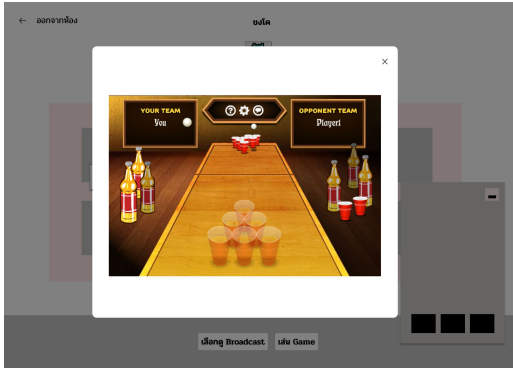 ← ออกจากห้อง
ชงโค
YOUR TEAM
You
OPPONENT TEAM
Player1
เลือกดู Broadcast
เล่น Game